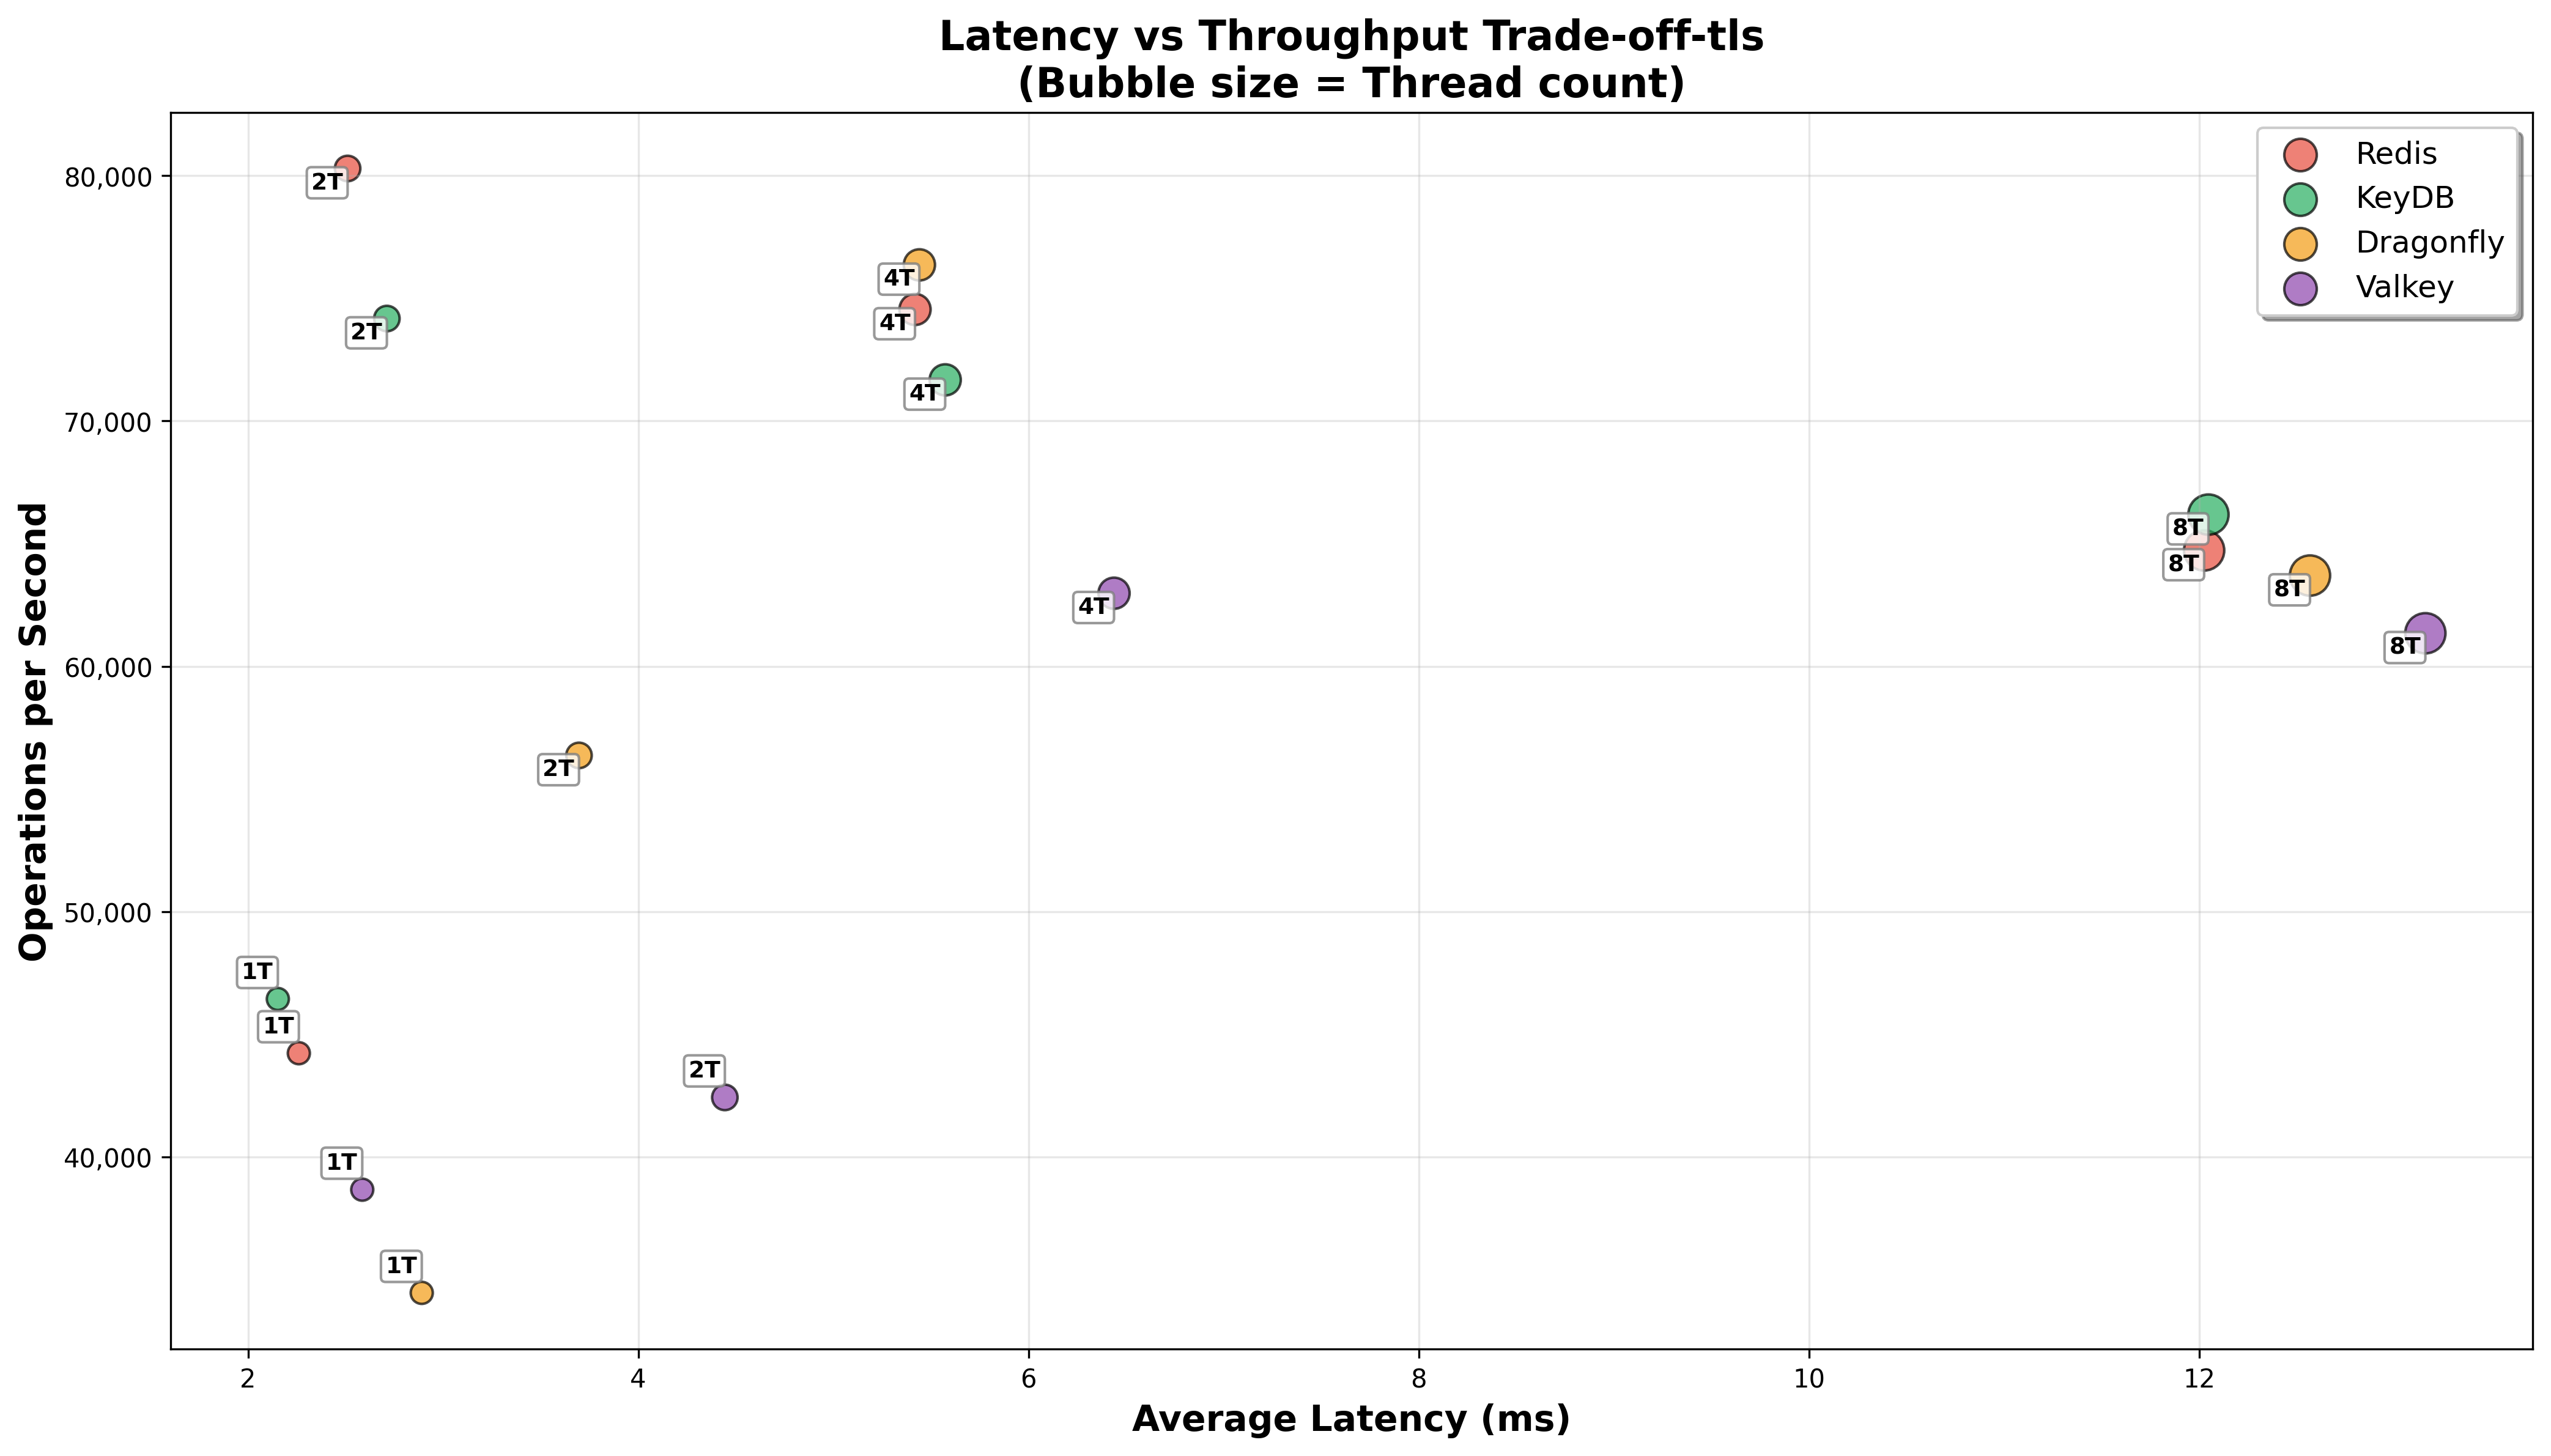 Latency vs Throughput Trade-off-tls
(Bubble size = Thread count)
Redis
KeyDB
Dragonfly
Valkey
Operations per Second
80,000
70,000
60,000
50,000
40,000
2T
2T
4T
4T
4T
8T
8T
8T
4T
8T
2T
1T
1T
2T
1T
1T
2
4
6
8
10
12
Average Latency (ms)